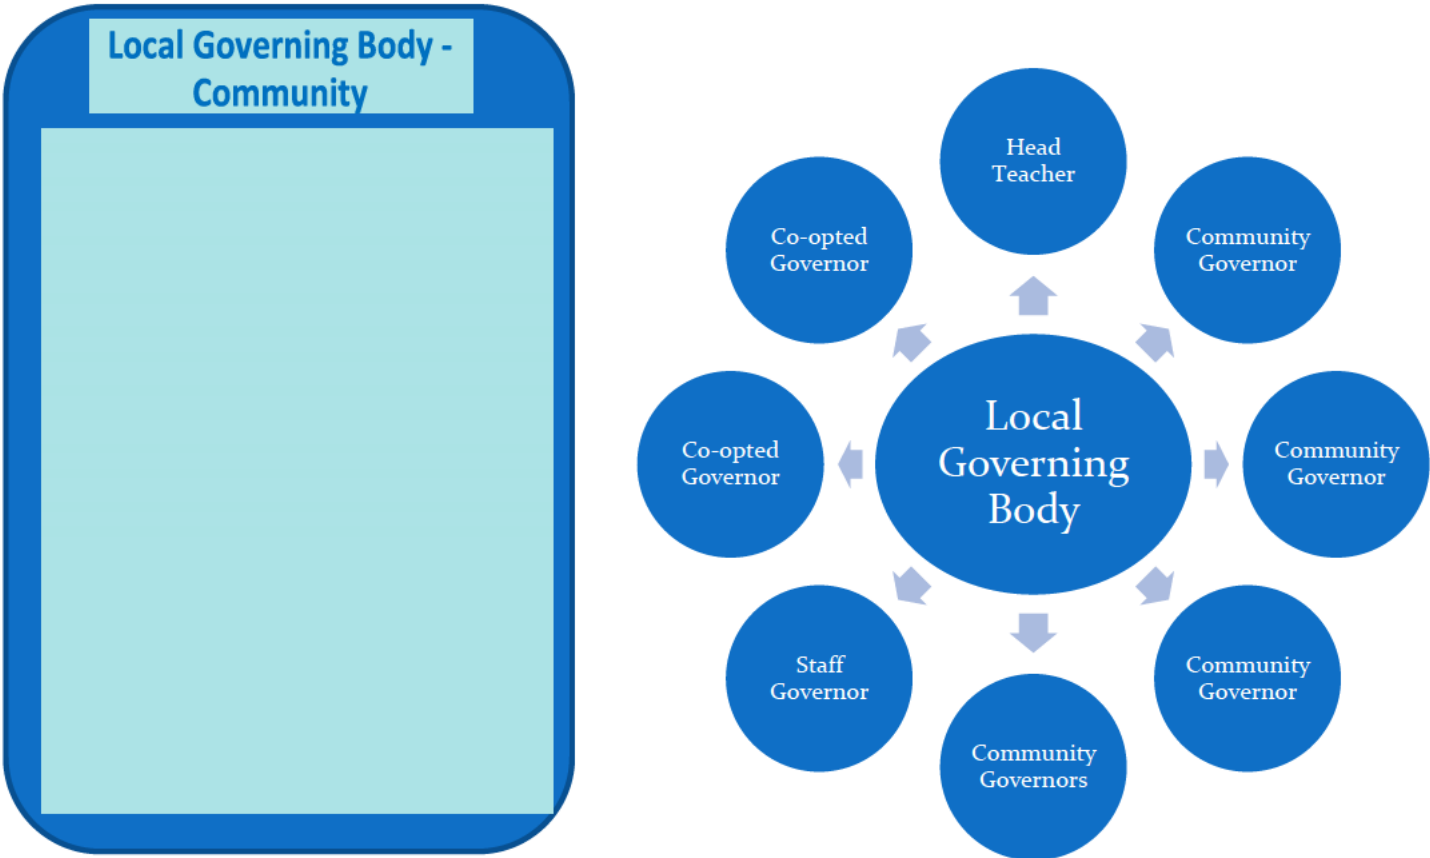 Local Governing Body -
Community
Head
Teacher
Community
Governor
Community
Governor
Community
Governor
Community
Governors
Staff
Governor
Co-opted
Governor
Co-opted
Governor
Local
Governing
Body